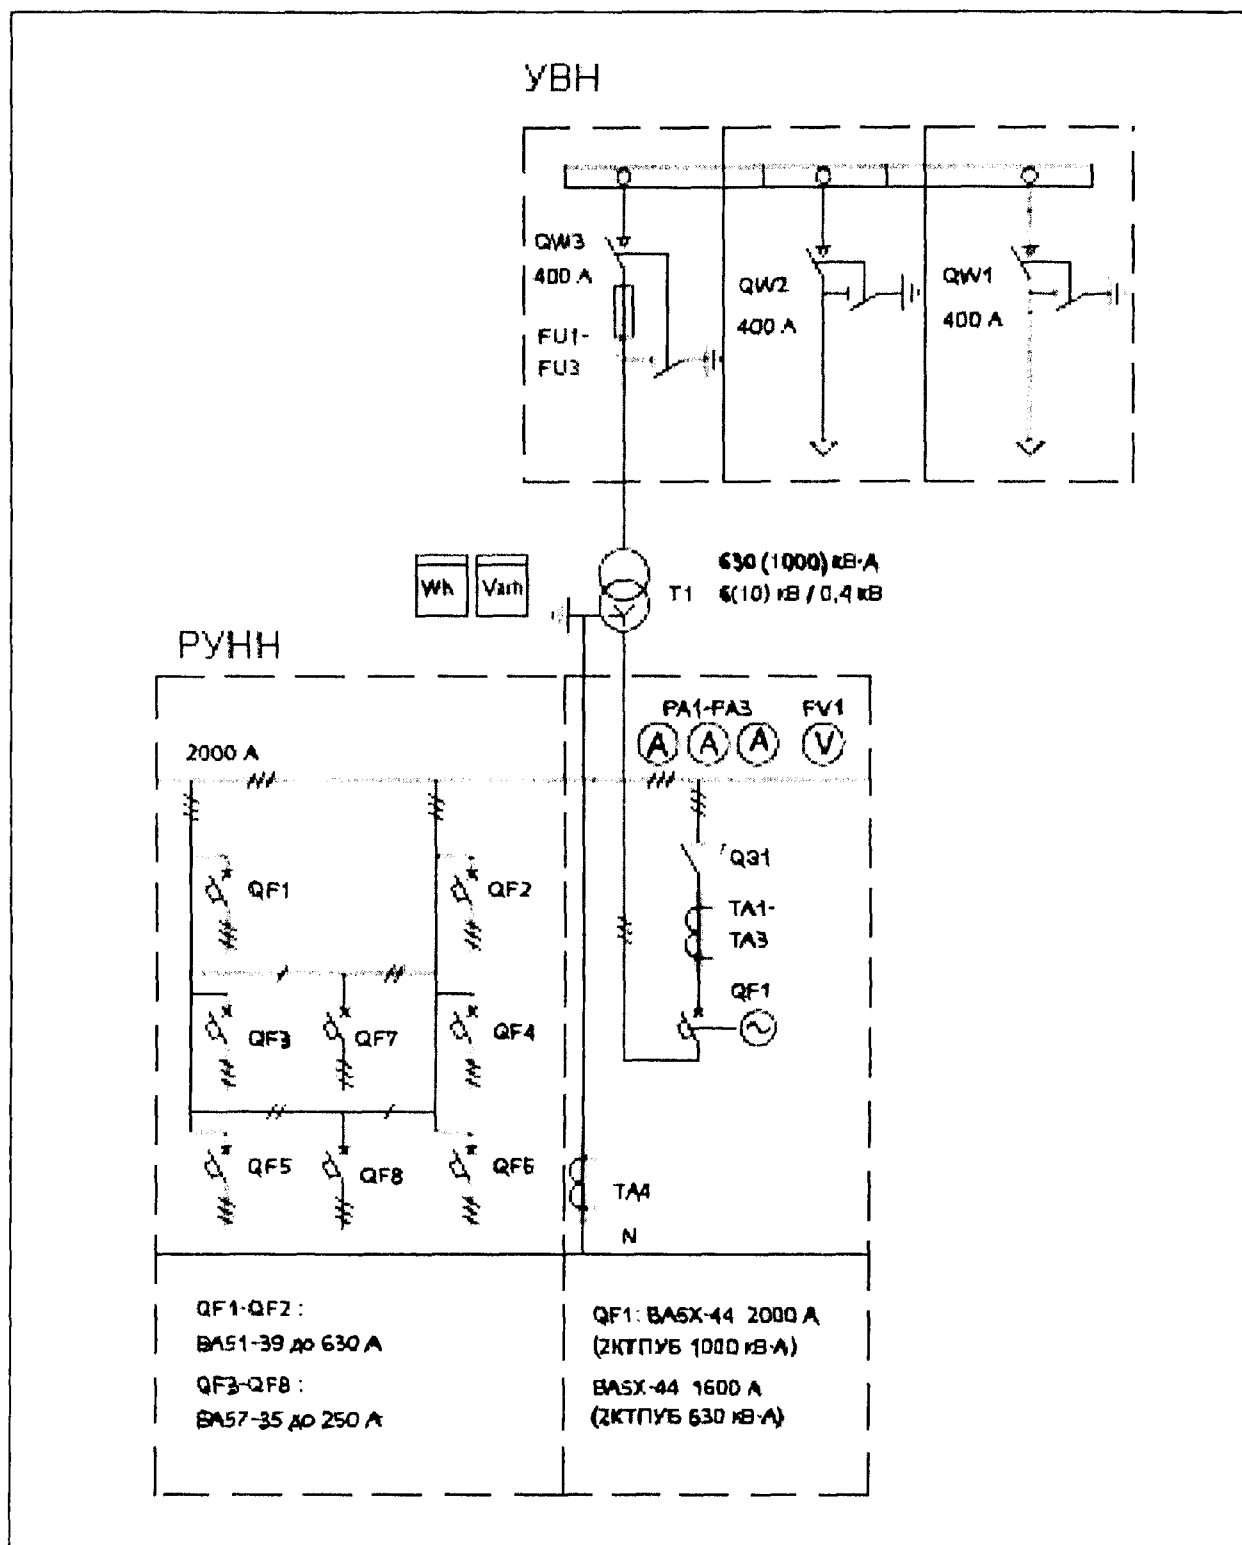 УВН
QW3
400 A
FU1-
FU3
QW2
400 A
QW1
400 A
Wh
Varh
T1
630 (1000) кВ·А
6(10) кВ / 0,4 кВ
РУНН
2000 A
PA1-PA3
FV1
A
A
A
V
QF1
QF2
QS1
TA1-
TA3
QF1
QF3
QF7
QF4
QF5
QF8
QF6
TA4
N
QF1-QF2 :
ВА51-39 до 630 А
QF3-QF8 :
ВА57-35 до 250 А
QF1: ВА5Х-44 2000 А
(2КТПУБ 1000 кВ·А)
ВА5Х-44 1600 А
(2КТПУБ 630 кВ·А)